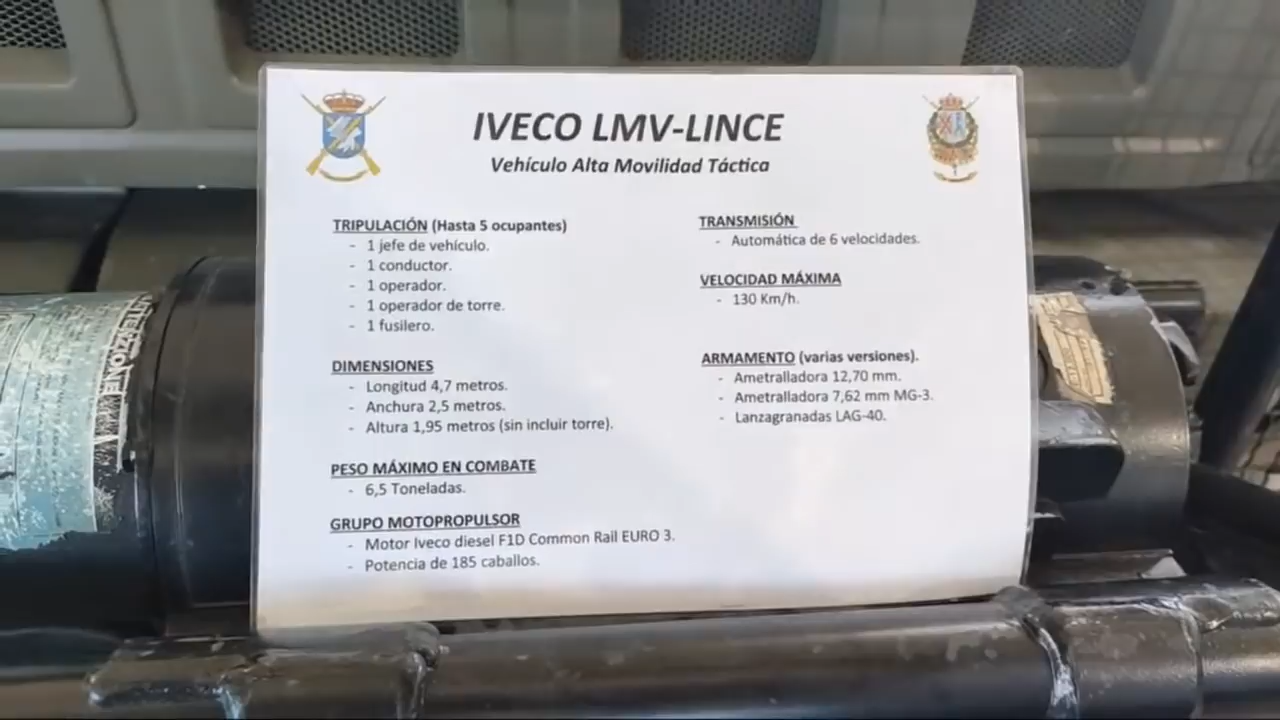 IVECO LMV-LINCE
Vehículo Alta Movilidad Táctica
TRIPULACIÓN (Hasta 5 ocupantes)
- 1 jefe de vehículo.
- 1 conductor.
- 1 operador.
- 1 operador de torre.
- 1 fusilero.
DIMENSIONES
- Longitud 4,7 metros.
- Anchura 2,5 metros.
- Altura 1,95 metros (sin incluir torre).
PESO MÁXIMO EN COMBATE
- 6,5 Toneladas.
GRUPO MOTOPROPULSOR
- Motor Iveco diesel F1D Common Rail EURO 3.
- Potencia de 185 caballos.
TRANSMISIÓN
- Automática de 6 velocidades.
VELOCIDAD MÁXIMA
- 130 Km/h.
ARMAMENTO (varias versiones).
- Ametralladora 12,70 mm.
- Ametralladora 7,62 mm MG-3.
- Lanzagranadas LAG-40.
ATTENZIONE